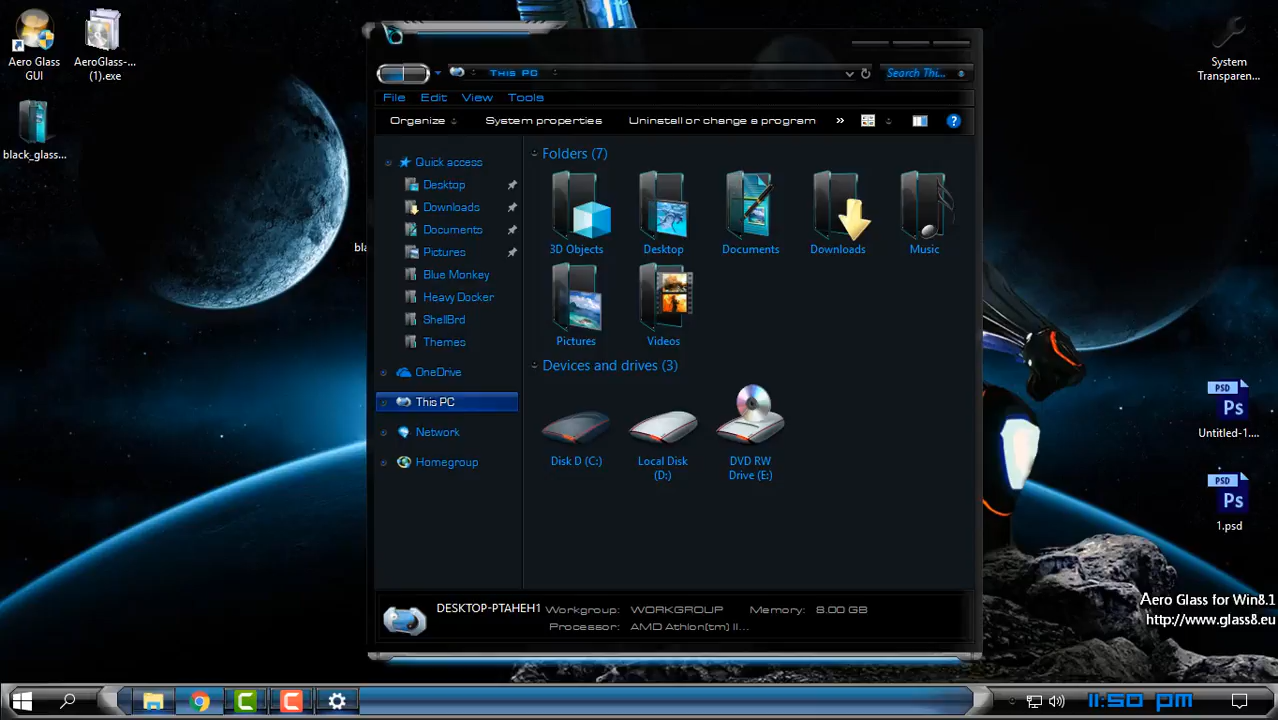 Aero Glass
GUI
AeroGlass-...
(1).exe
black_glass...
System
Transparen...
This PC
Search Thi...
File Edit View Tools
Organize System properties Uninstall or change a program »
Quick access
Desktop
Downloads
Documents
Pictures
Blue Monkey
Heavy Docker
ShellBrd
Themes
OneDrive
This PC
Network
Homegroup
Folders (7)
3D Objects
Desktop
Documents
Downloads
Music
Pictures
Videos
Devices and drives (3)
Disk D (C:)
Local Disk
(D:)
DVD RW
Drive (E:)
DESKTOP-PTAHEH1 Workgroup: WORKGROUP Memory: 8.00 GB
Processor: AMD Athlon(tm) II...
bla
PSD
Ps
Untitled-1....
PSD
Ps
1.psd
Aero Glass for Win8.1
http://www.glass8.eu
11:50 pm